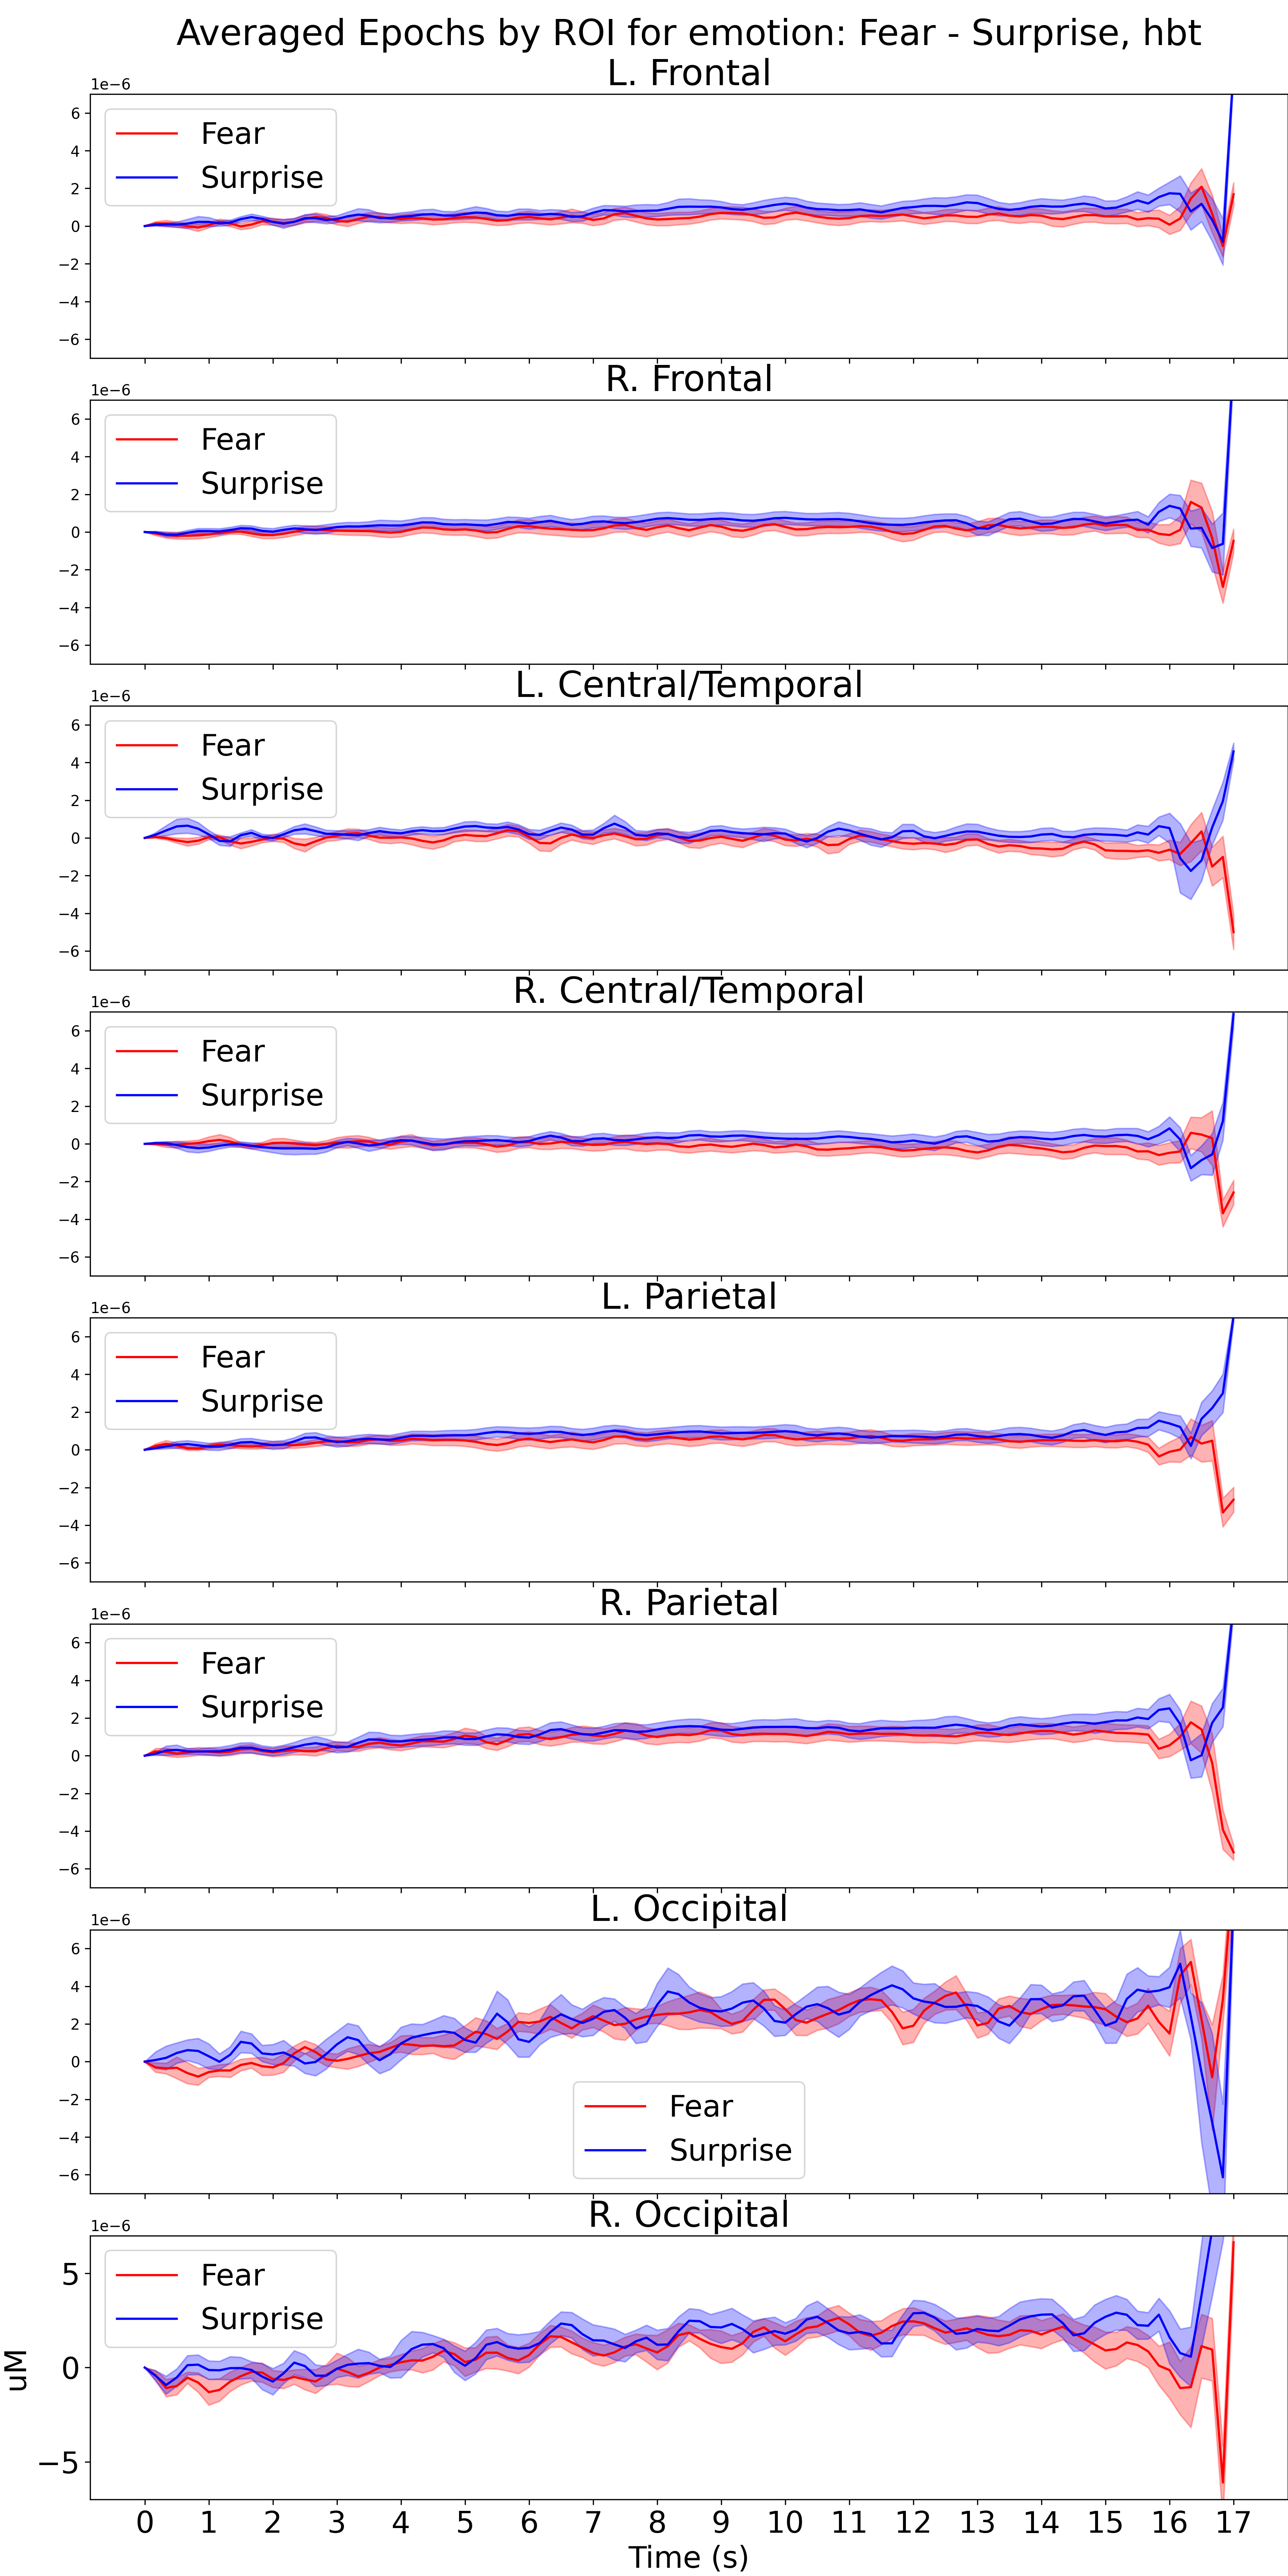 Averaged Epochs by ROI for emotion: Fear - Surprise, hbt
L. Frontal
1e−6
Fear
Surprise
6
4
2
0
−2
−4
−6
R. Frontal
1e−6
Fear
Surprise
6
4
2
0
−2
−4
−6
L. Central/Temporal
1e−6
Fear
Surprise
6
4
2
0
−2
−4
−6
R. Central/Temporal
1e−6
Fear
Surprise
6
4
2
0
−2
−4
−6
L. Parietal
1e−6
Fear
Surprise
6
4
2
0
−2
−4
−6
R. Parietal
1e−6
Fear
Surprise
6
4
2
0
−2
−4
−6
L. Occipital
1e−6
6
4
2
0
−2
−4
−6
Fear
Surprise
R. Occipital
1e−6
Fear
Surprise
5
0
−5
uM
0 1 2 3 4 5 6 7 8 9 10 11 12 13 14 15 16 17
Time (s)